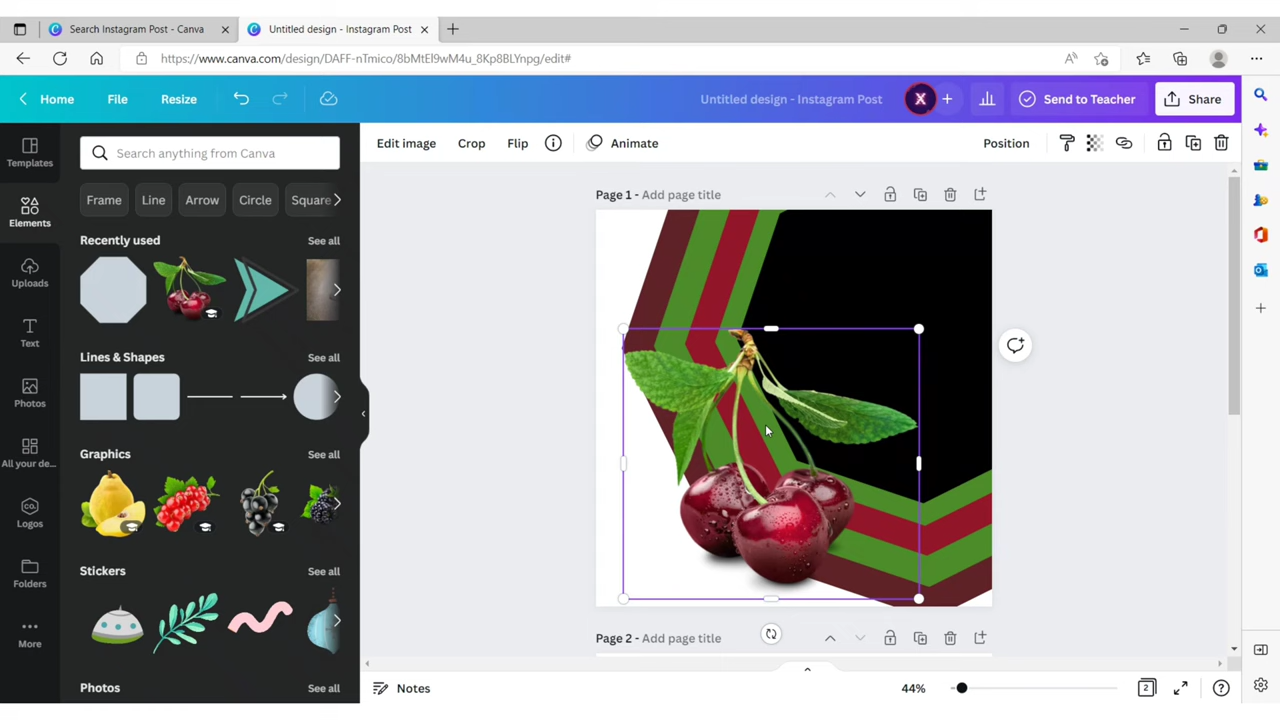 Search Instagram Post - Canva
Untitled design - Instagram Post
https://www.canva.com/design/DAFF-nTmico/8bMtEl9wM4u_8Kp8BLYnpg/edit#
Home File Resize
Untitled design - Instagram Post
X
Send to Teacher
Share
Templates
Elements
Uploads
Text
Photos
All your de...
Logos
Folders
More
Search anything from Canva
Frame Line Arrow Circle Square
Recently used See all
Lines & Shapes See all
Graphics See all
Stickers See all
Photos See all
Edit image Crop Flip Animate Position
Page 1 - Add page title
Page 2 - Add page title
Notes
44%
2